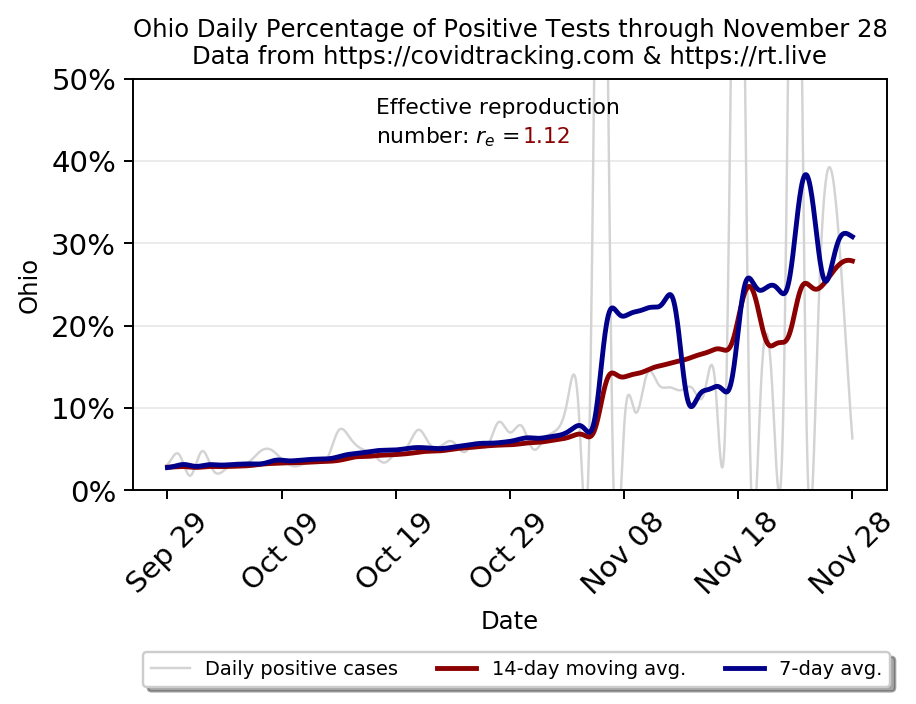 Ohio Daily Percentage of Positive Tests through November 28
Data from https://covidtracking.com & https://rt.live
50%
40%
30%
20%
10%
0%
Ohio
Effective reproduction
number: rₑ =1.12
Sep 29
Oct 09
Oct 19
Oct 29
Nov 08
Nov 18
Nov 28
Date
Daily positive cases
14-day moving avg.
7-day avg.